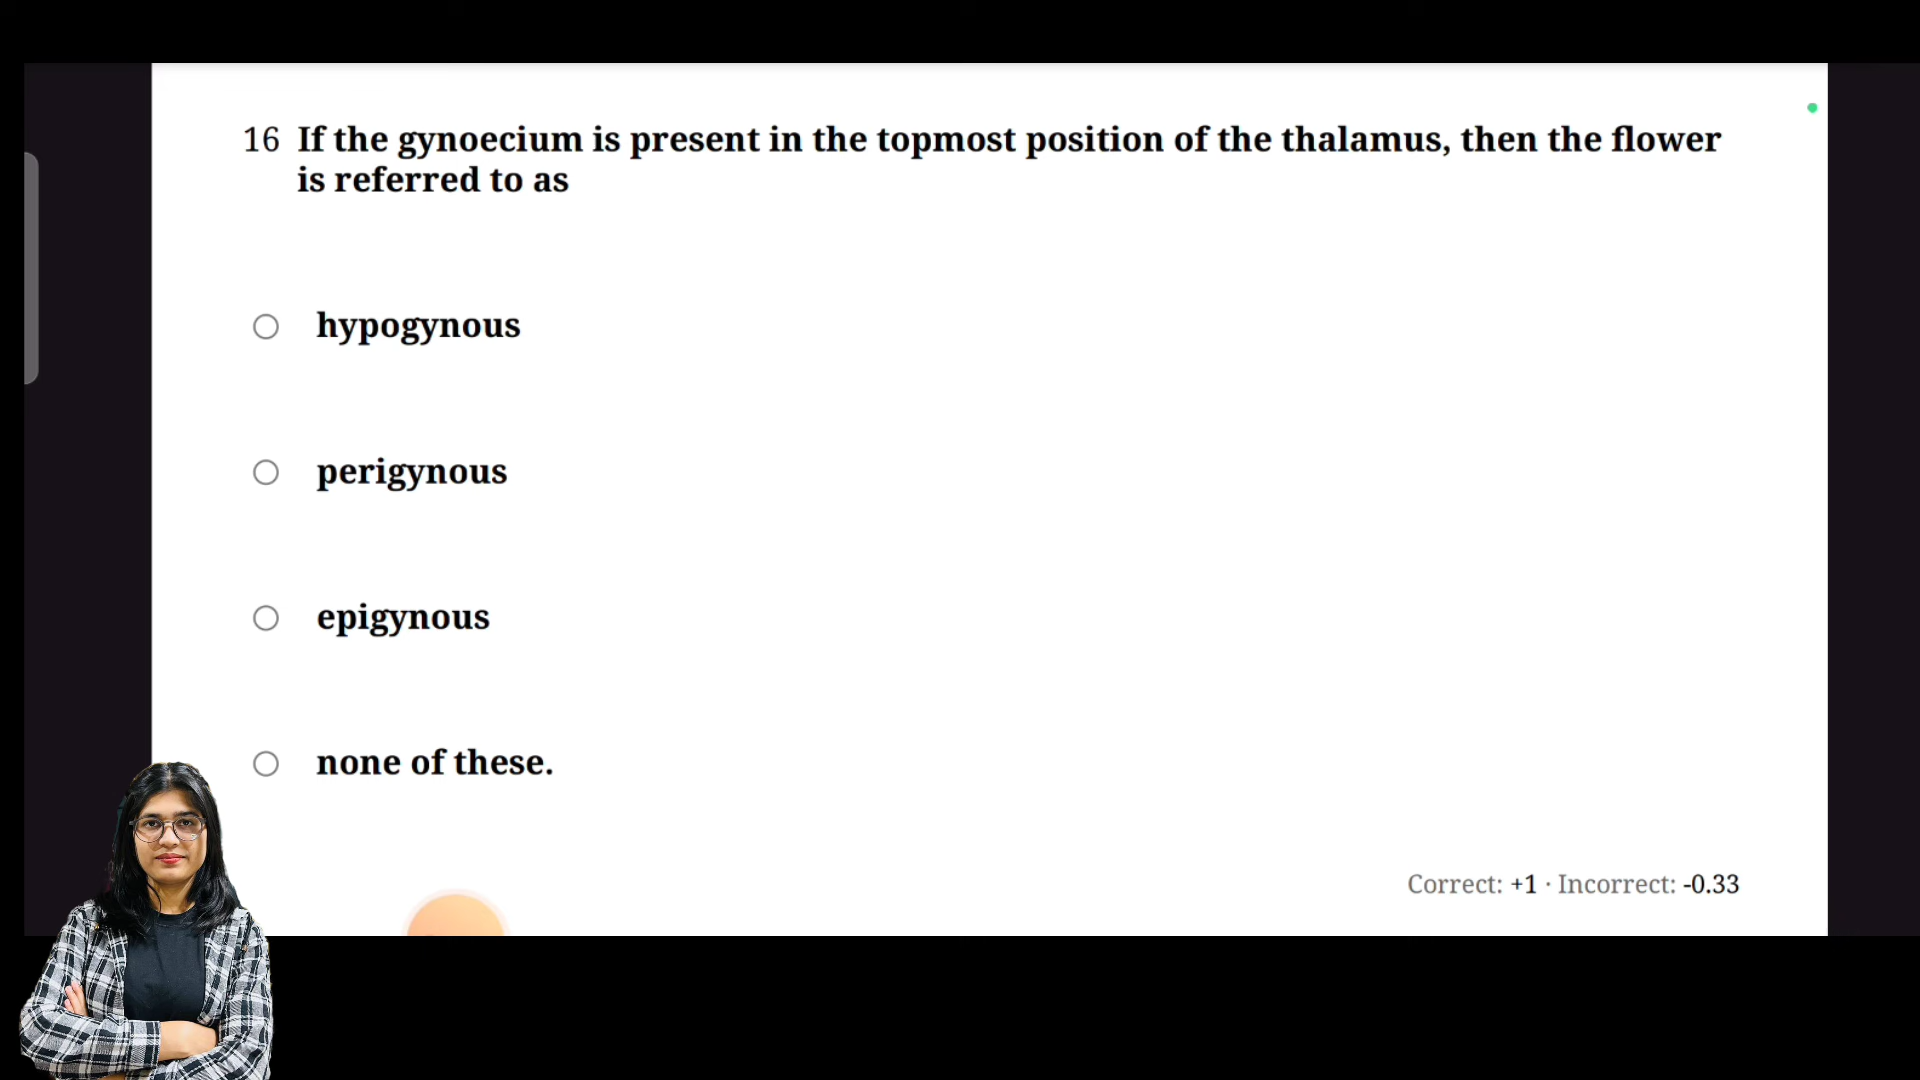 16 If the gynoecium is present in the topmost position of the thalamus, then the flower
is referred to as
hypogynous
perigynous
epigynous
none of these.
Correct: +1 · Incorrect: -0.33